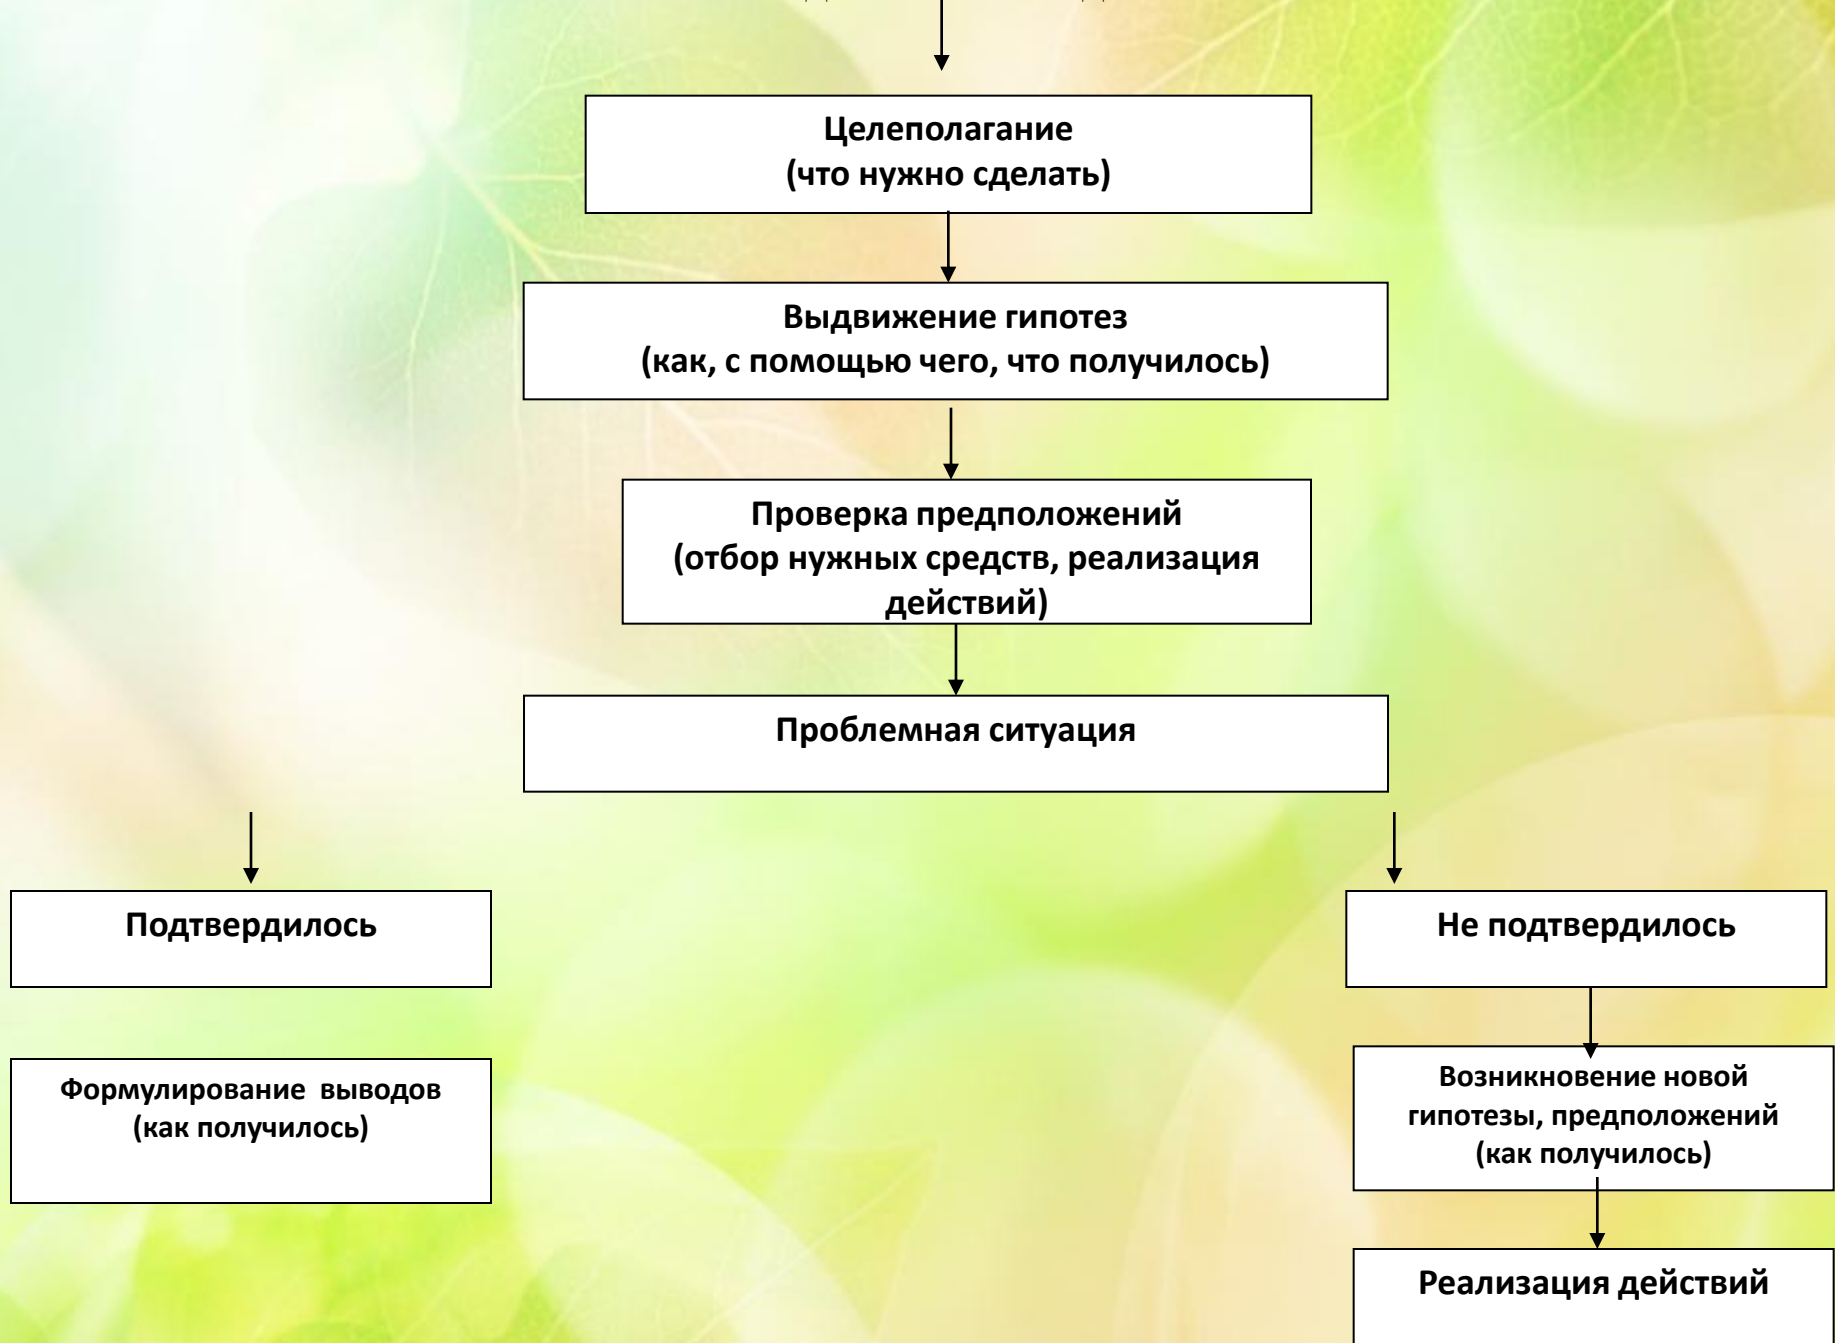 Целеполагание
(что нужно сделать)
Выдвижение гипотез
(как, с помощью чего, что получилось)
Проверка предположений
(отбор нужных средств, реализация
действий)
Проблемная ситуация
Подтвердилось
Не подтвердилось
Формулирование выводов
(как получилось)
Возникновение новой
гипотезы, предположений
(как получилось)
Реализация действий